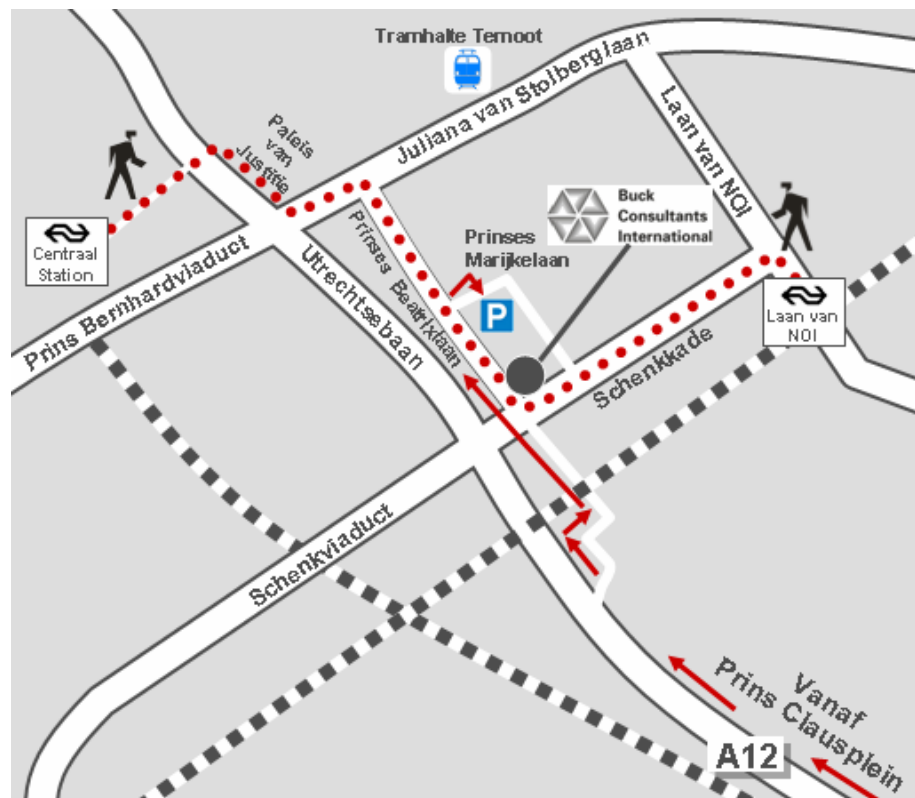 Tramhalte Ternoot
Juliana van Stolberglaan
Laan van NOI
Paleis
van
Justitie
Buck
Consultants
International
Centraal
Station
Prinses
Marijkelaan
Prinses Beatrixlaan
P
Prins Bernhardviaduct
Utrechtsebaan
Laan van
NOI
Schenkkade
Schenkviaduct
Vanaf
Prins Clausplein
A12